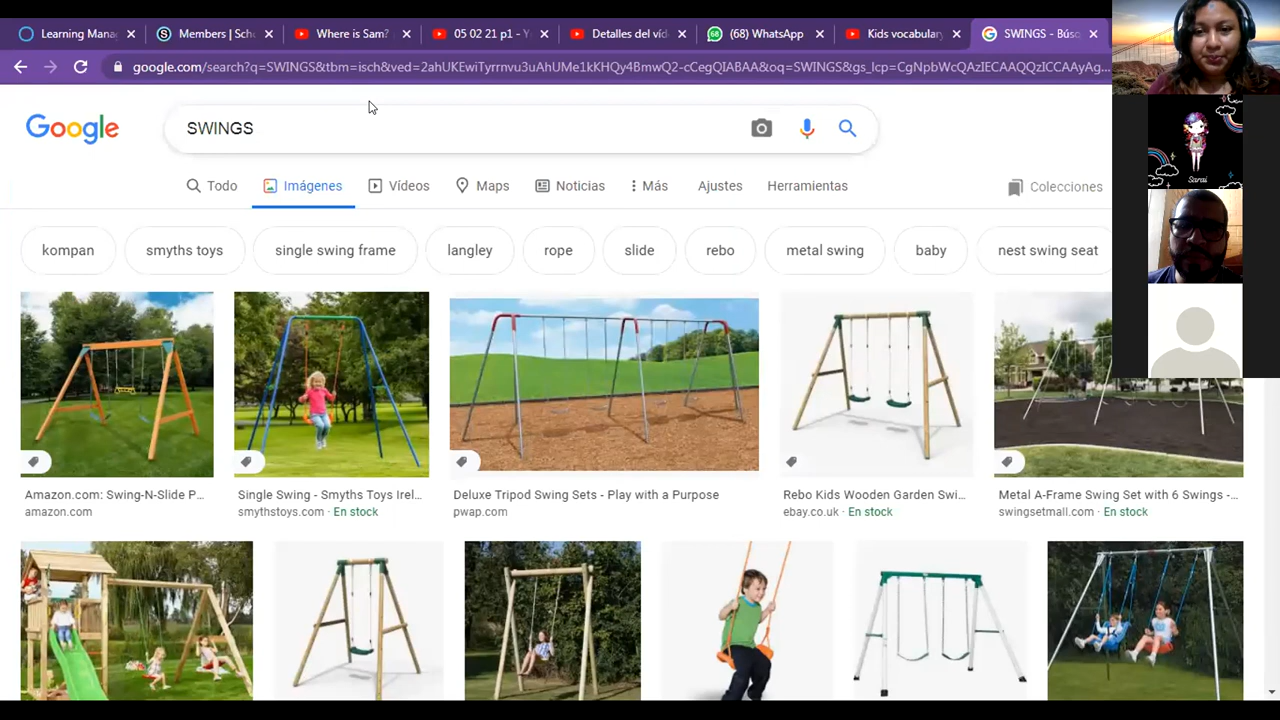 Learning Mana
Members | Scho
Where is Sam?
05 02 21 p1 - Y
Detalles del vid
(68) WhatsApp
Kids vocabulary
SWINGS - Búsq
google.com/search?q=SWINGS&tbm=isch&ved=2ahUKEwiTyrrnvu3uAhUMe1kKHQy4BmwQ2-cCegQIABAA&oq=SWINGS&gs_lcp=CgNpbWcQAzIECAAQQzICCAAyAg...
Google
SWINGS
Todo
Imágenes
Vídeos
Maps
Noticias
Más
Ajustes
Herramientas
Colecciones
kompan
smyths toys
single swing frame
langley
rope
slide
rebo
metal swing
baby
nest swing seat
Sarai
Amazon.com: Swing-N-Slide P...
amazon.com
Single Swing - Smyths Toys Irel...
smythstoys.com · En stock
Deluxe Tripod Swing Sets - Play with a Purpose
pwap.com
Rebo Kids Wooden Garden Swi...
ebay.co.uk · En stock
Metal A-Frame Swing Set with 6 Swings -...
swingsetmall.com · En stock